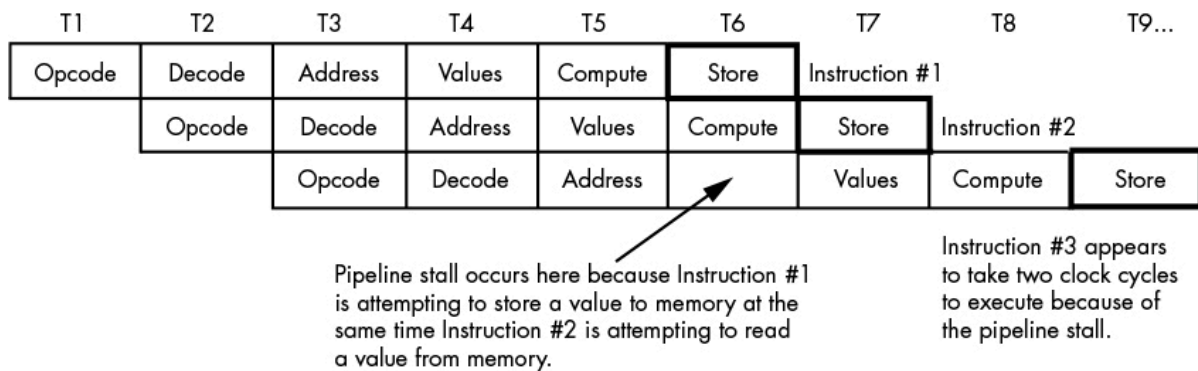 T1 T2 T3 T4 T5 T6 T7 T8 T9...
Opcode Decode Address Values Compute Store Instruction #1
Opcode Decode Address Values Compute Store Instruction #2
Opcode Decode Address Values Compute Store
Pipeline stall occurs here because Instruction #1
is attempting to store a value to memory at the
same time Instruction #2 is attempting to read
a value from memory.
Instruction #3 appears
to take two clock cycles
to execute because of
the pipeline stall.